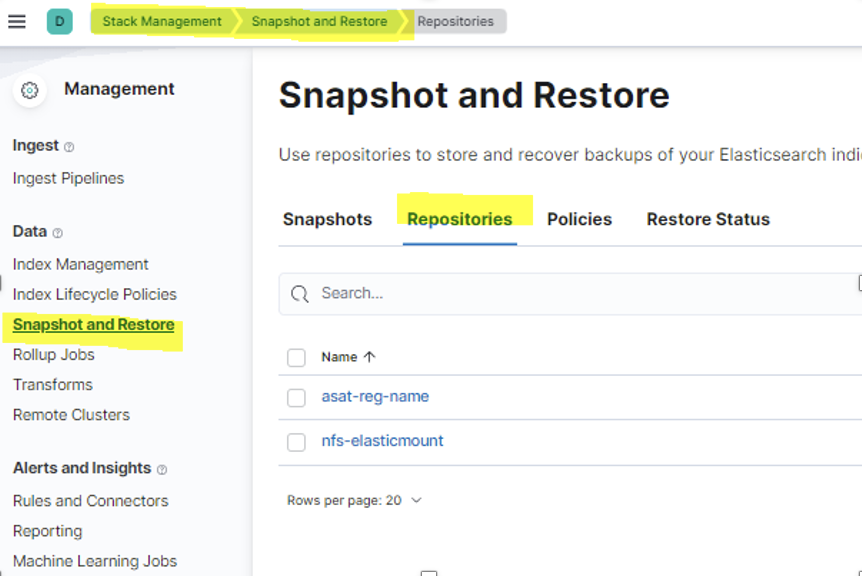 D Stack Management Snapshot and Restore Repositories
Management
Ingest
Ingest Pipelines
Data
Index Management
Index Lifecycle Policies
Snapshot and Restore
Rollup Jobs
Transforms
Remote Clusters
Alerts and Insights
Rules and Connectors
Reporting
Machine Learning Jobs
Snapshot and Restore
Use repositories to store and recover backups of your Elasticsearch
Snapshots Repositories Policies Restore Status
Search...
Name ↑
asat-reg-name
nfs-elasticmount
Rows per page: 20